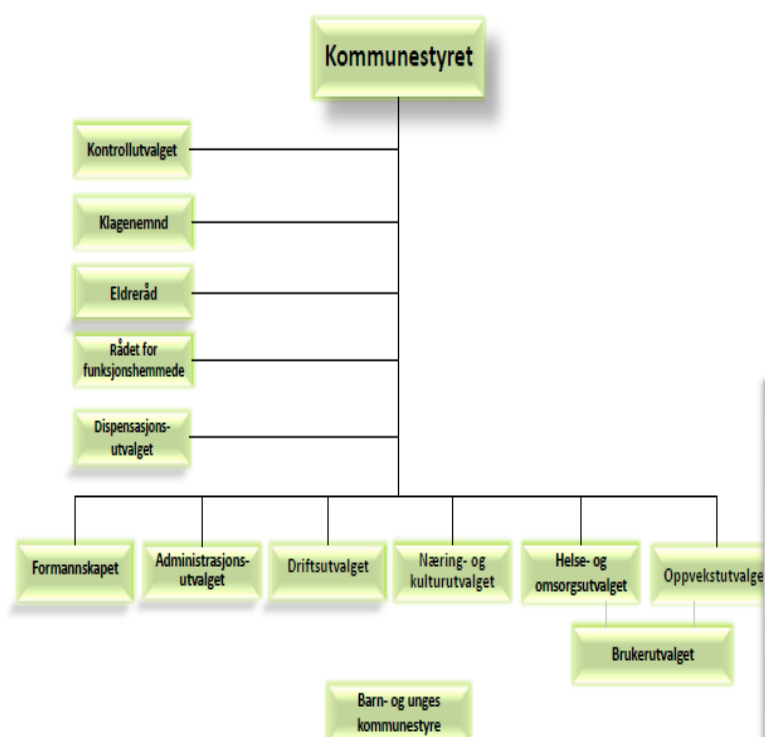 Kommunestyret
Kontrollutvalget
Klagenemnd
Eldreråd
Rådet for
funksjonshemmede
Dispensasjons-
utvalget
Formannskapet
Administrasjons-
utvalget
Driftsutvalget
Næring- og
kulturutvalget
Helse- og
omsorgsutvalget
Oppvekstutvalge
Brukerutvalget
Barn- og unges
kommunestyre